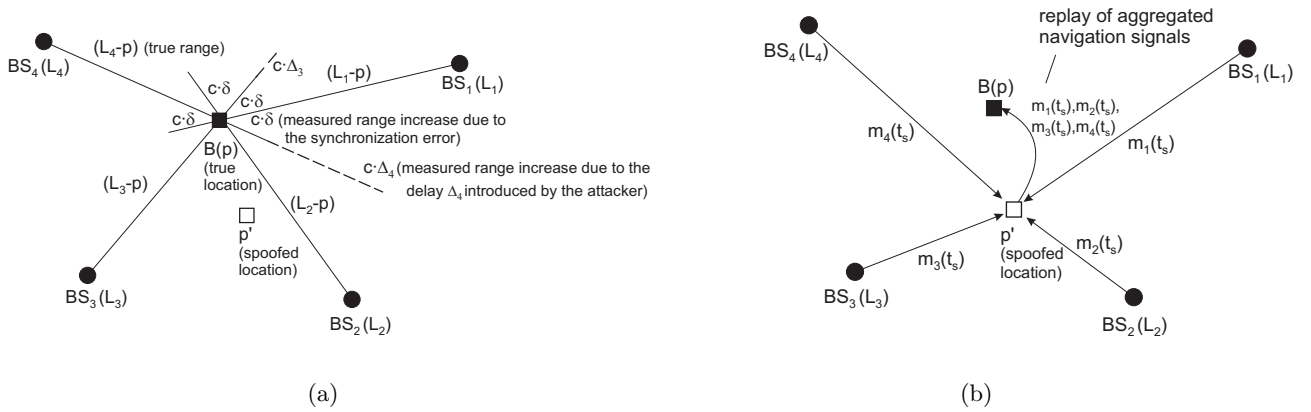 (L₄-p) (true range)
BS₄(L₄)
c·δ
c·Δ₃
(L₁-p)
BS₁(L₁)
c·δ
c·δ
c·δ (measured range increase due to
the synchronization error)
B(p)
(true
location)
c·Δ₄ (measured range increase due to the
delay Δ₄ introduced by the attacker)
(L₃-p)
(L₂-p)
p'
(spoofed
location)
BS₃(L₃)
BS₂(L₂)
(a)
replay of aggregated
navigation signals
BS₄(L₄)
BS₁(L₁)
B(p)
m₁(tₛ),m₂(tₛ),
m₃(tₛ),m₄(tₛ)
m₄(tₛ)
m₁(tₛ)
p'
(spoofed
location)
m₃(tₛ)
m₂(tₛ)
BS₃(L₃)
BS₂(L₂)
(b)